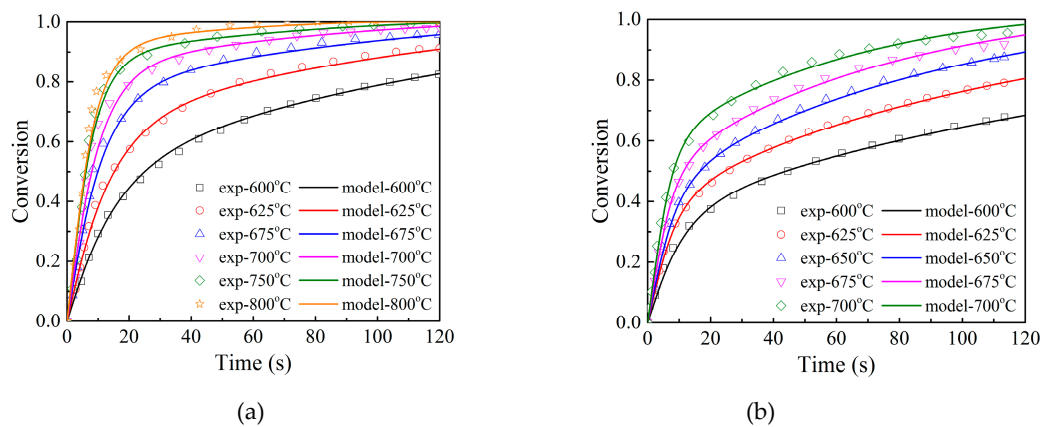 1.0
0.8
0.6
0.4
0.2
0.0
Conversion
exp-600°C model-600°C
exp-625°C model-625°C
exp-675°C model-675°C
exp-700°C model-700°C
exp-750°C model-750°C
exp-800°C model-800°C
0 20 40 60 80 100 120
Time (s)
(a)
1.0
0.8
0.6
0.4
0.2
0.0
Conversion
exp-600°C model-600°C
exp-625°C model-625°C
exp-650°C model-650°C
exp-675°C model-675°C
exp-700°C model-700°C
0 20 40 60 80 100 120
Time (s)
(b)